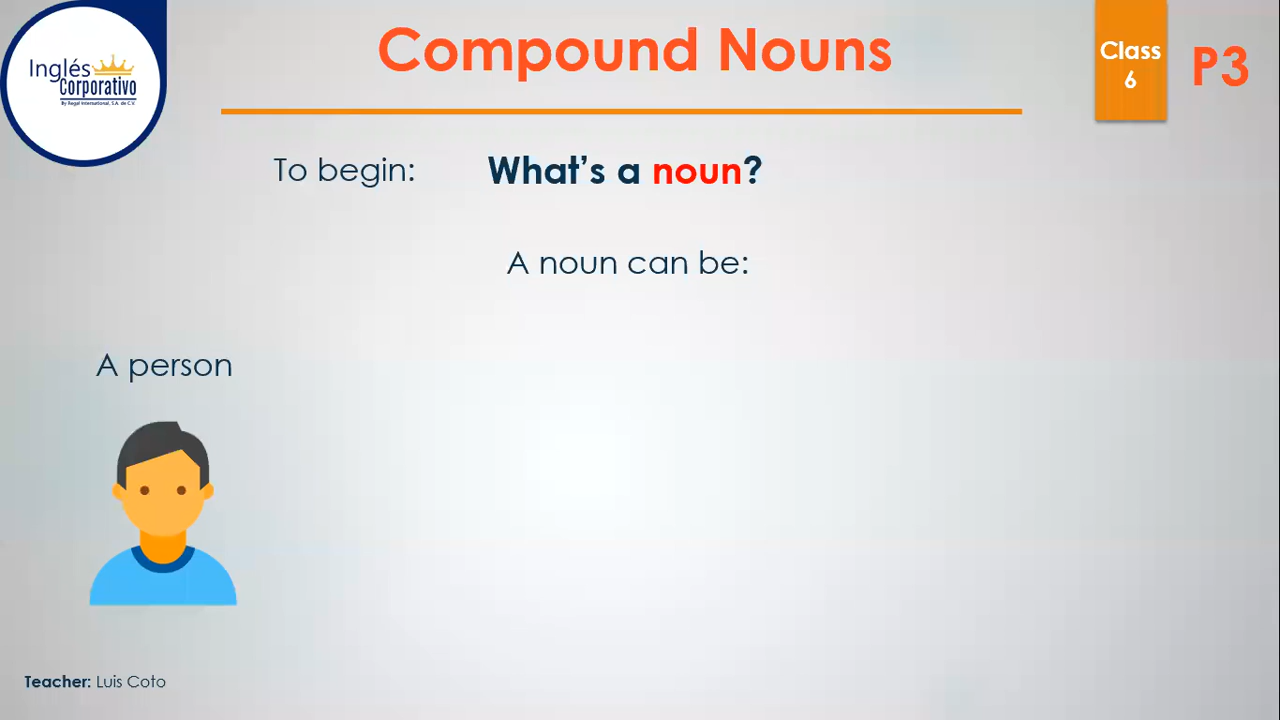 Inglés
Corporativo
By Regal International, S.A. de C.V.
Compound Nouns
Class
6
P3
To begin: What's a noun?
A noun can be:
A person
Teacher: Luis Coto